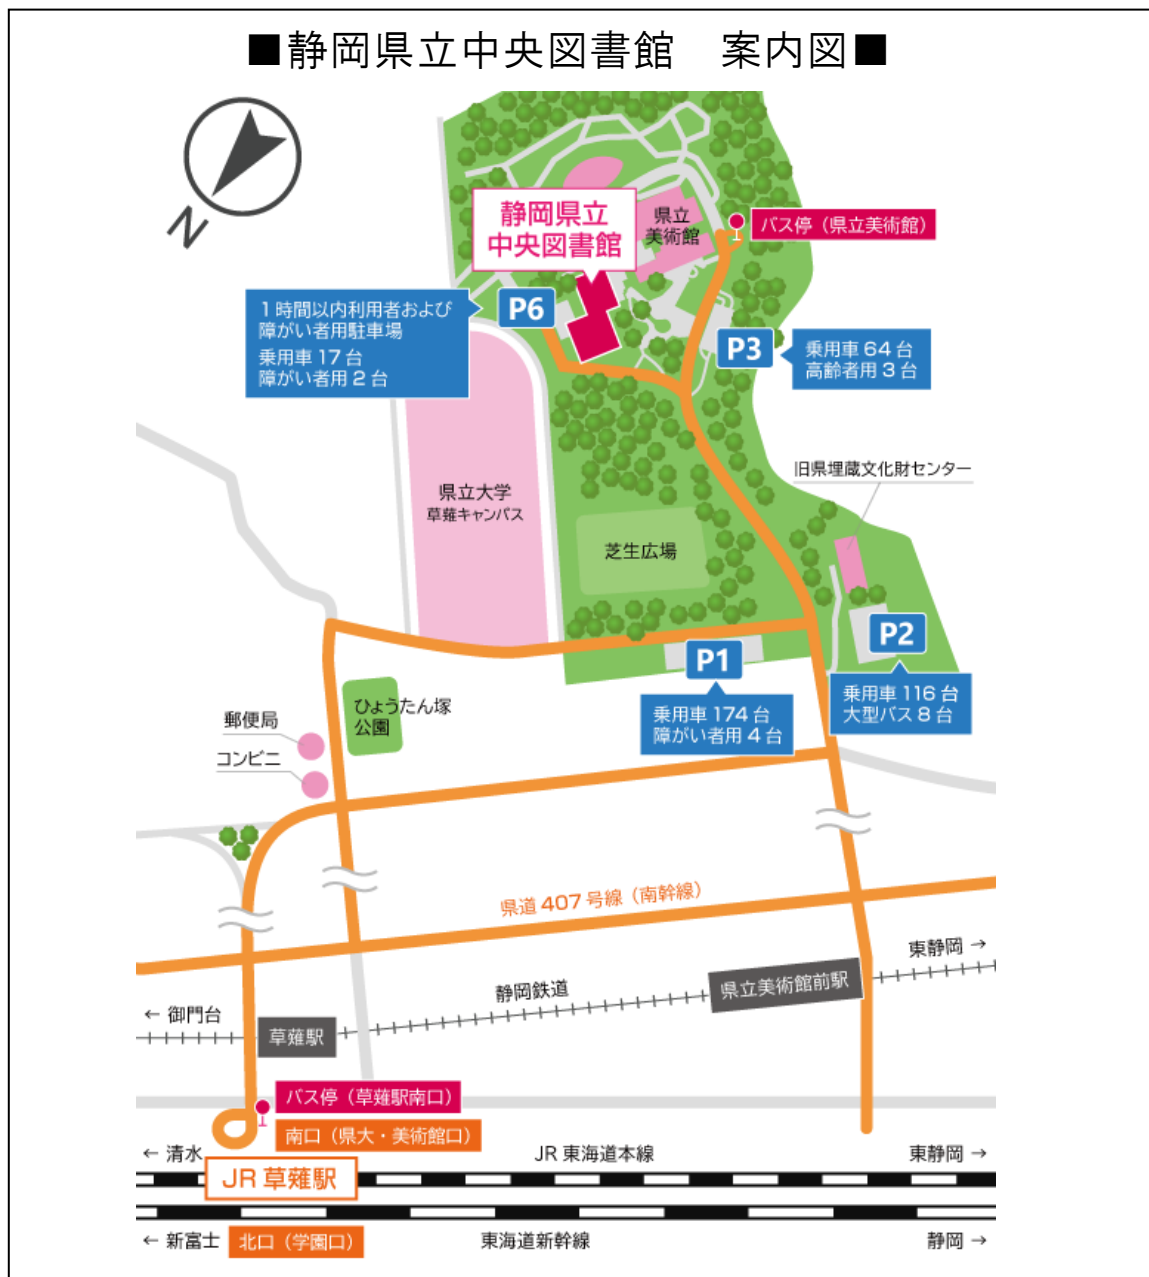 ■静岡県立中央図書館　案内図■
N
静岡県立
中央図書館
県立
美術館
バス停（県立美術館）
P6
1時間以内利用者および
障がい者用駐車場
乗用車 17 台
障がい者用 2 台
P3
乗用車 64 台
高齢者用 3 台
旧県埋蔵文化財センター
県立大学
草薙キャンパス
芝生広場
P2
乗用車 116 台
大型バス 8 台
P1
乗用車 174 台
障がい者用 4 台
ひょうたん塚
公園
郵便局
コンビニ
県道 407 号線（南幹線）
東静岡 →
県立美術館前駅
静岡鉄道
← 御門台
草薙駅
バス停（草薙駅南口）
南口（県大・美術館口）
← 清水
JR 東海道本線
東静岡 →
JR 草薙駅
← 新富士
北口（学園口）
東海道新幹線
静岡 →